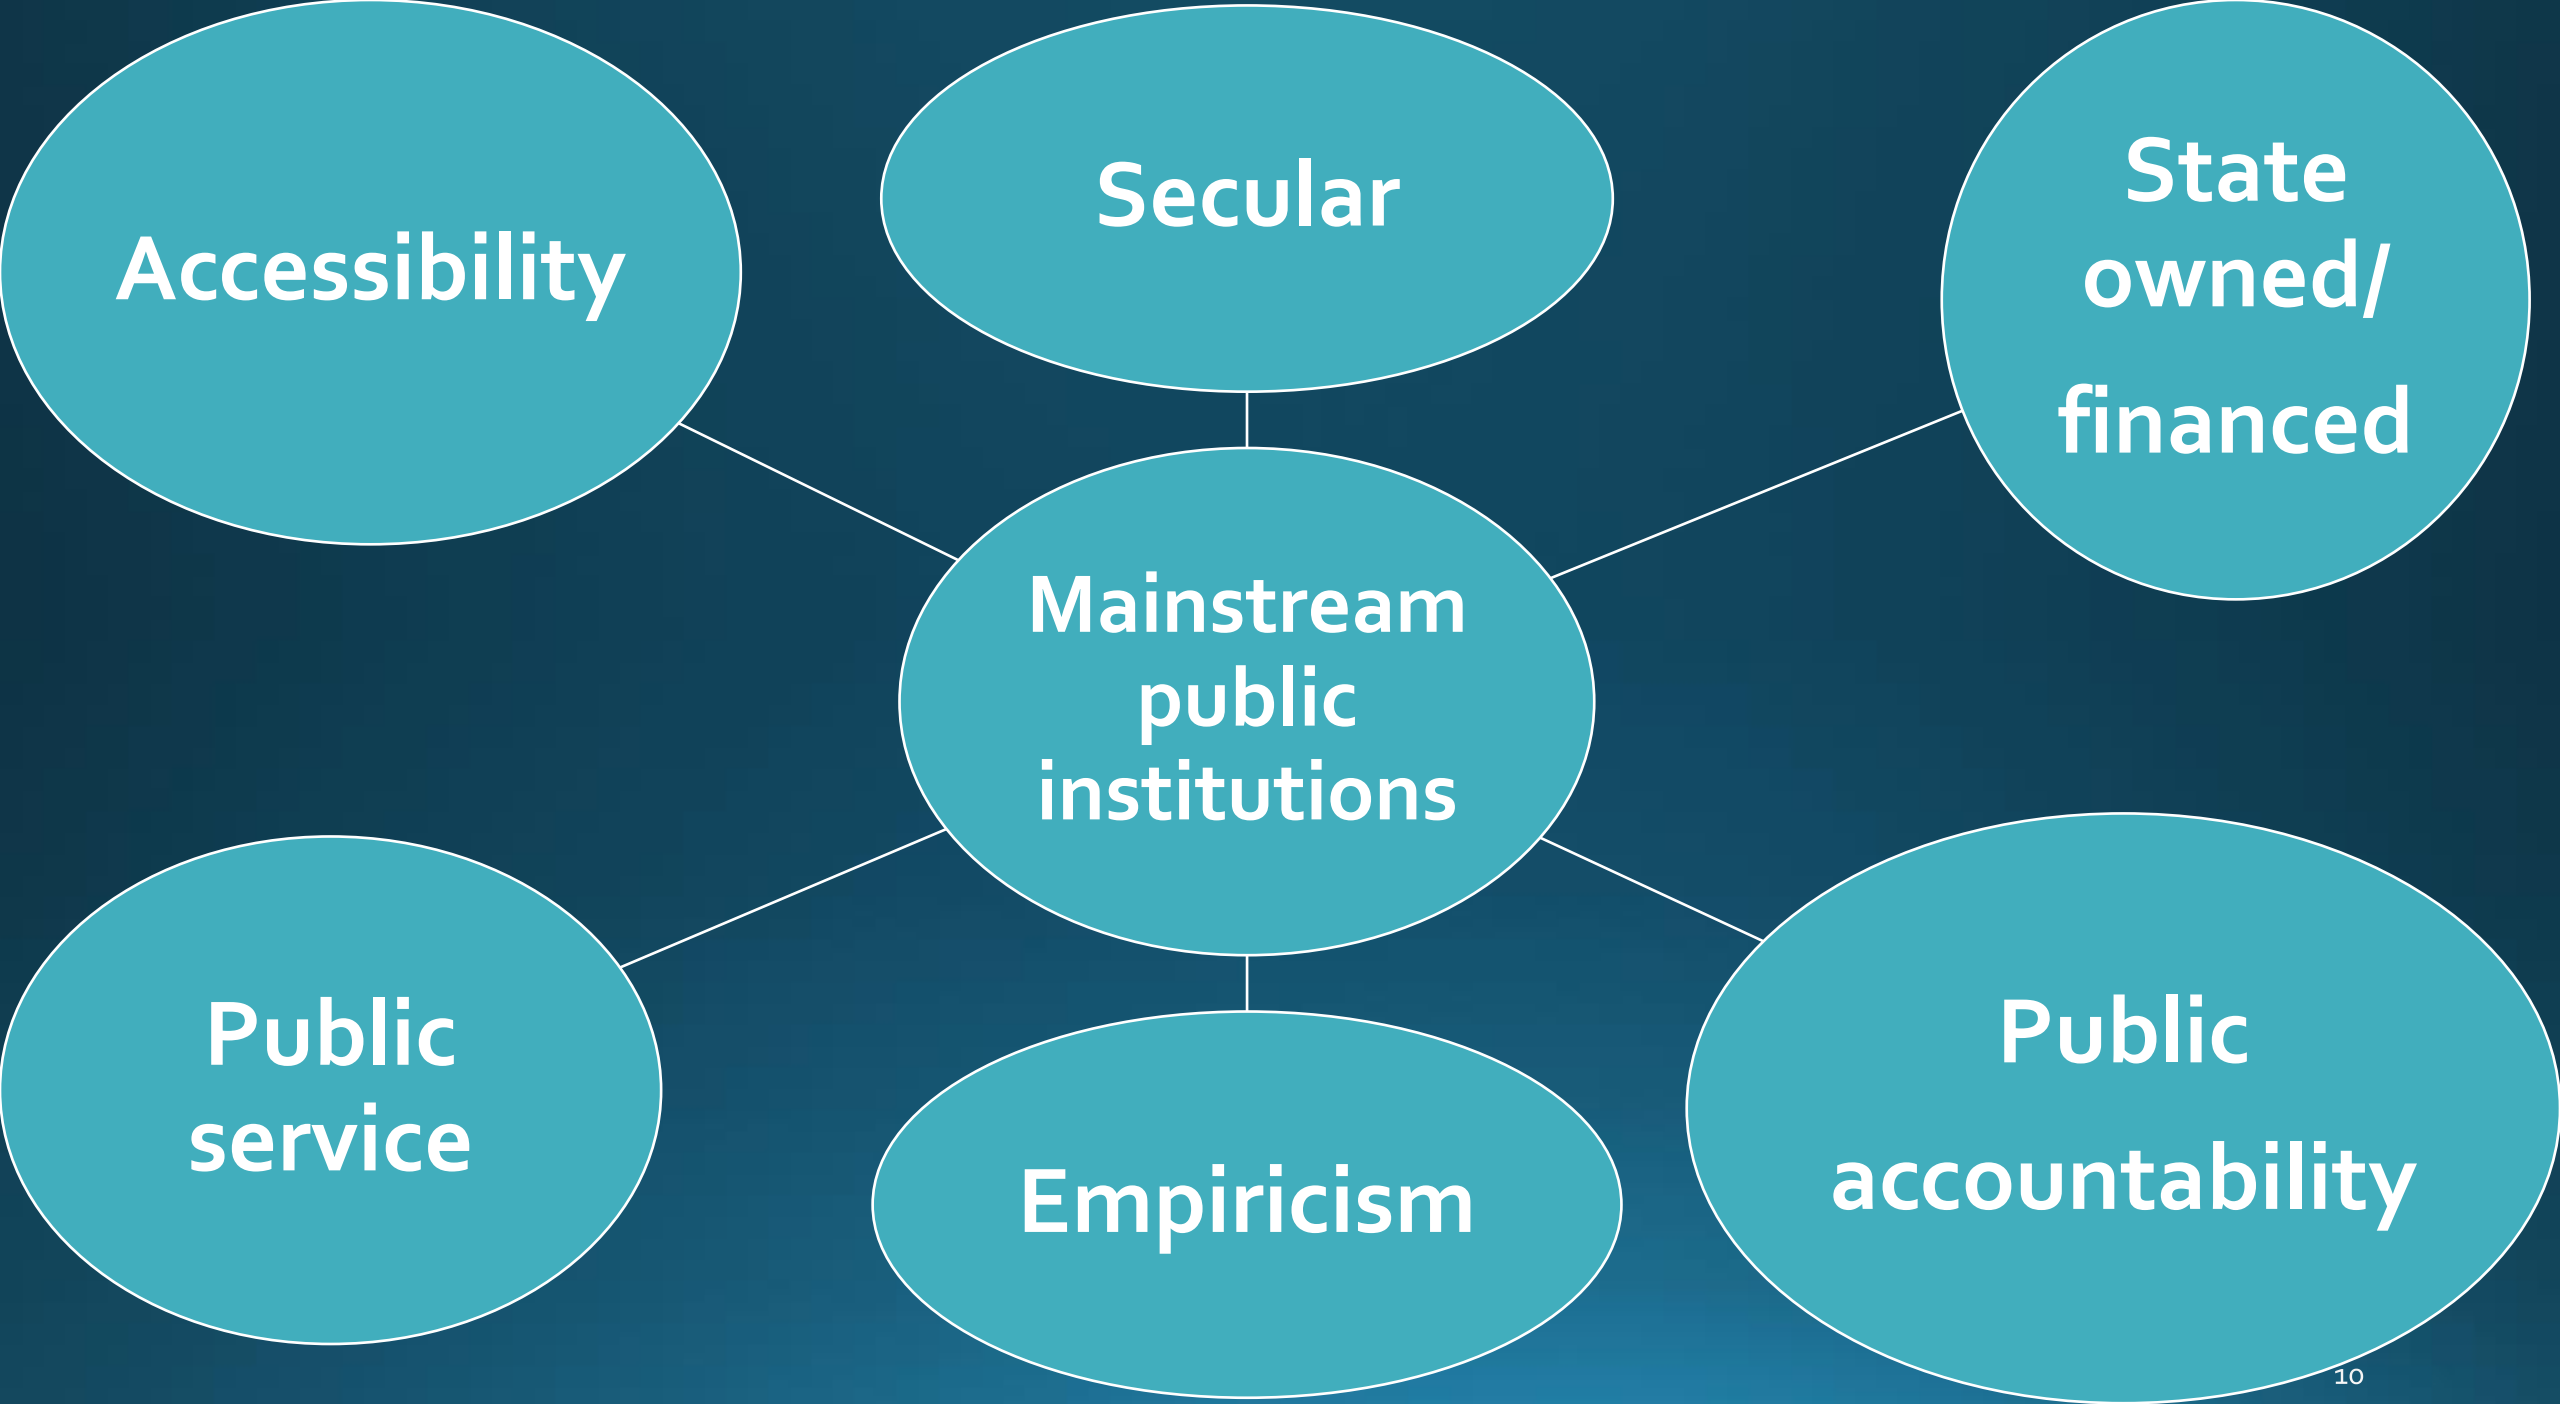 Accessibility
Secular
State
owned/
financed
Mainstream
public
institutions
Public
service
Empiricism
Public
accountability
10